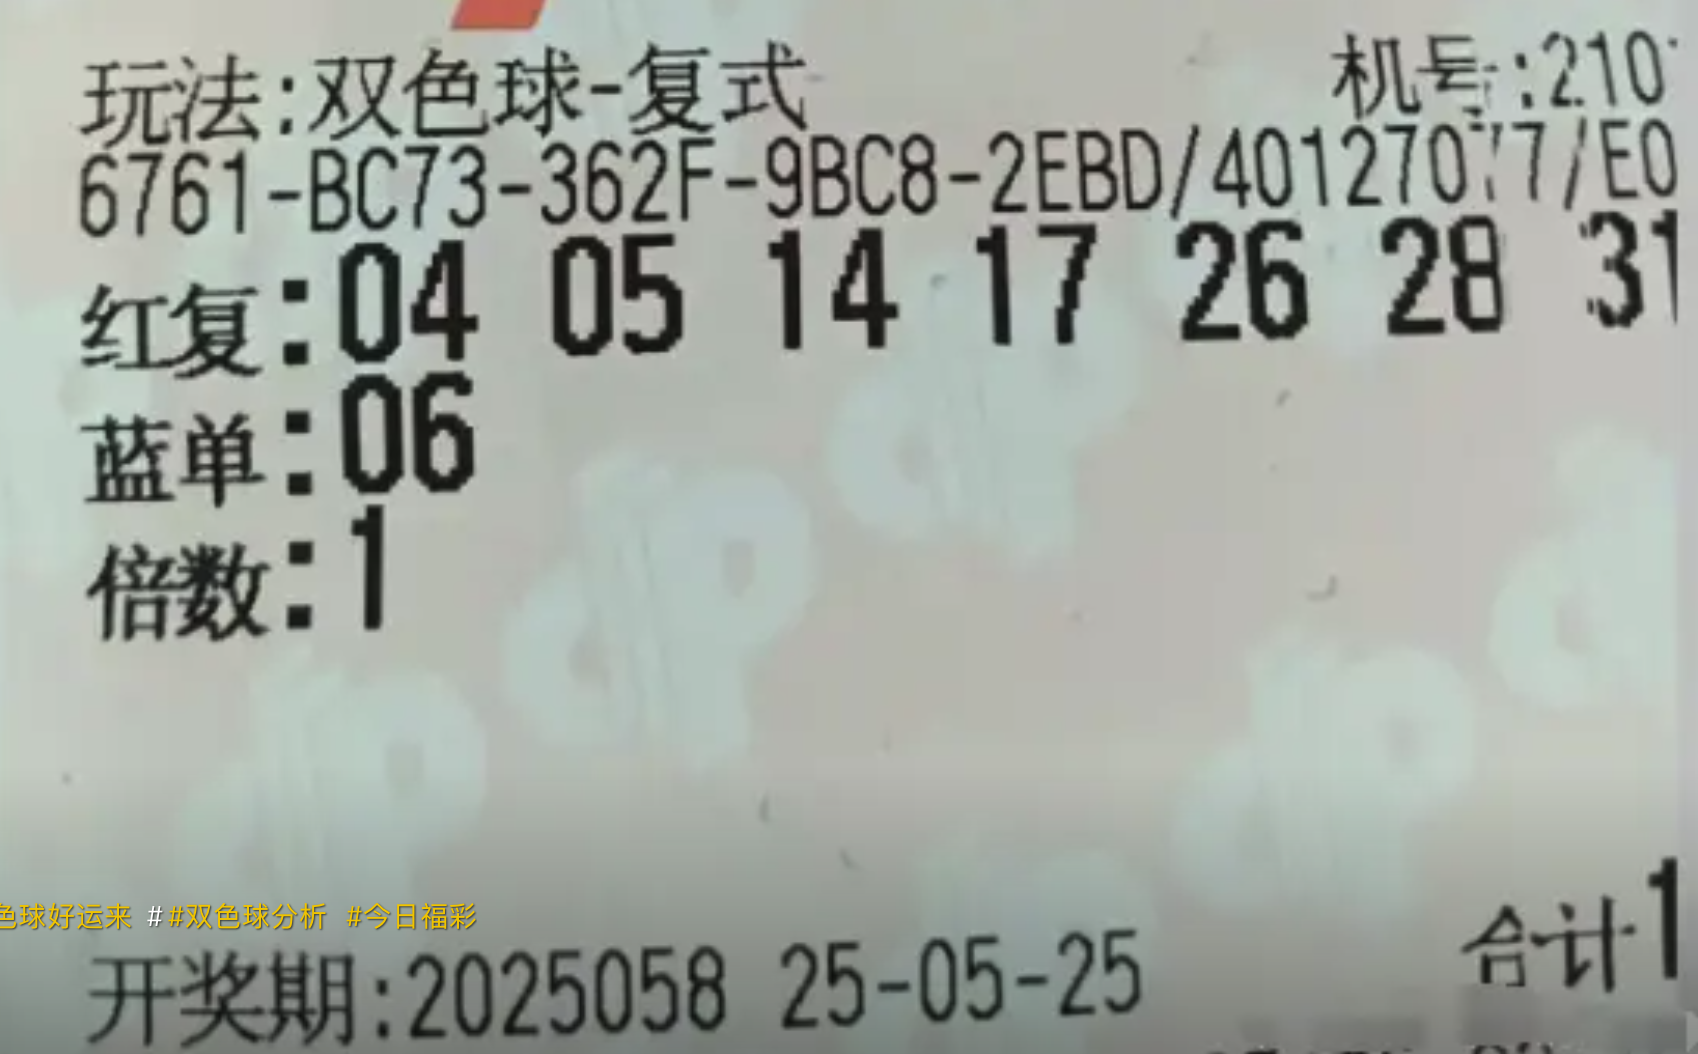 玩法:双色球-复式 机号:210
6761-BC73-362F-9BC8-2EBD/40127077/E0
红复:04 05 14 17 26 28 31
蓝单:06
倍数:1
色球好运来 # #双色球分析 #今日福彩
合计1
开奖期:2025058 25-05-25